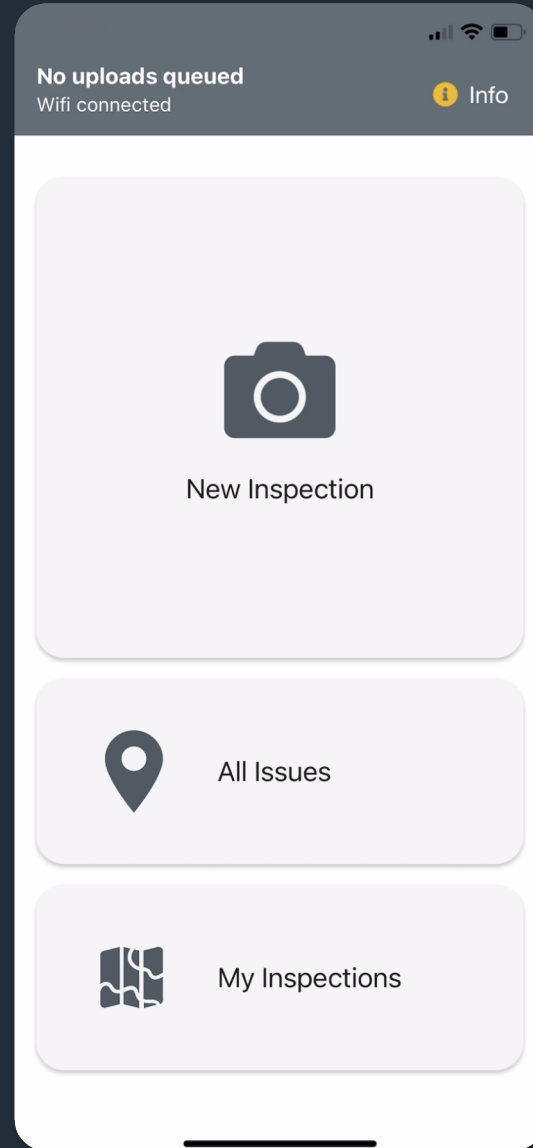 No uploads queued
Wifi connected
Info
New Inspection
All Issues
My Inspections